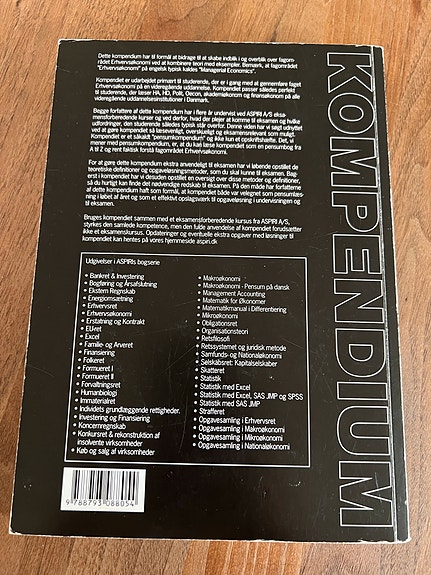 Dette kompendium har til formål at bidrage til at skabe indblik i og overblik over fagom-
rådet Erhvervsøkonomi ved at kombinere teori med eksempler. Bemærk, at fagområdet
"Erhvervsøkonomi" på engelsk typisk kaldes "Managerial Economics".
Kompendiet er udarbejdet primært til studerende, der er i gang med at gennemføre faget
Erhvervsøkonomi på en videregående uddannelse. Kompendiet passer således perfekt
til studerende, der læser HA, HD, Polit, Oecon, akademiøkonom og finansøkonom på alle
videregående uddannelsesinstitutioner i Danmark.
Begge forfattere af dette kompendium har i flere år undervist ved ASPIRI A/S eksa-
mensforberedende kurser og ved derfor, hvad der plejer at komme til eksamen og hvilke
udfordringer, den studerende således typisk står overfor. Denne viden har vi søgt udnyttet
ved at gøre kompendiet så læsevenligt, overskueligt og eksamensrelevant som muligt.
Kompendiet er et såkaldt "pensumkompendium" og ikke kun et opskriftshæfte. Det, vi
mener med pensumkompendium, er, at du kan læse kompendiet som en pensumbog fra
A til Z og rent faktisk forstå fagområdet Erhvervsøkonomi.
For at gøre dette kompendium ekstra anvendeligt til eksamen har vi løbende opstillet de
teoretiske definitioner og opgaveløsningsmetoder, som du skal kunne til eksamen. Bag-
erst i kompendiet har vi desuden opstillet en oversigt over disse metoder og definitioner,
så du hurtigt kan finde det nødvendige redskab til eksamen. På den måde har forfatterne
af dette kompendium haft som formål, at kompendiet både var velegnet som pensumlæs-
ning i løbet af året og som et effektivt opslagsværk til opgaveløsning i undervisningen og
til eksamen.
Bruges kompendiet sammen med et eksamensforberedende kursus fra ASPIRI A/S,
styrkes den samlede kompetence, men den fulde anvendelse af kompendiet forudsætter
ikke et eksamenskursus. Opdateringer og eventuelle ekstra opgaver med løsninger til
kompendiet kan hentes på vores hjemmeside aspiri.dk
Udgivelser i ASPIRIs bogserie
• Bankret & Investering
• Bogføring og Årsafslutning
• Ekstern Regnskab
• Energiomsætning
• Erhvervsret
• Erhvervsøkonomi
• Erstatning og Kontrakt
• EU-ret
• Excel
• Familie- og Arveret
• Finansiering
• Folkeret
• Formueret I
• Formueret II
• Forvaltningsret
• Humanbiologi
• Immaterialret
• Individets grundlæggende rettigheder.
• Investering og Finansiering
• Koncernregnskab
• Konkursret & rekonstruktion af
insolvente virksomheder
• Køb og salg af virksomheder
• Makroøkonomi
• Makroøkonomi - Pensum på dansk
• Management Accounting
• Matematik for Økonomer
• Matematikmanual i Differentiering
• Mikroøkonomi
• Obligationsret
• Organisationsteori
• Retsfilosofi
• Retssystemet og juridisk metode
• Samfunds- og Nationaløkonomi
• Selskabsret: Kapitalselskaber
• Skatteret
• Statistik
• Statistik med Excel
• Statistik med Excel, SAS JMP og SPSS
• Statistik med SAS JMP
• Strafferet
• Opgavesamling i Erhvervsret
• Opgavesamling i Makroøkonomi
• Opgavesamling i Mikroøkonomi
• Opgavesamling i Nationaløkonomi
9 788793 088054
KOMPENDIUM